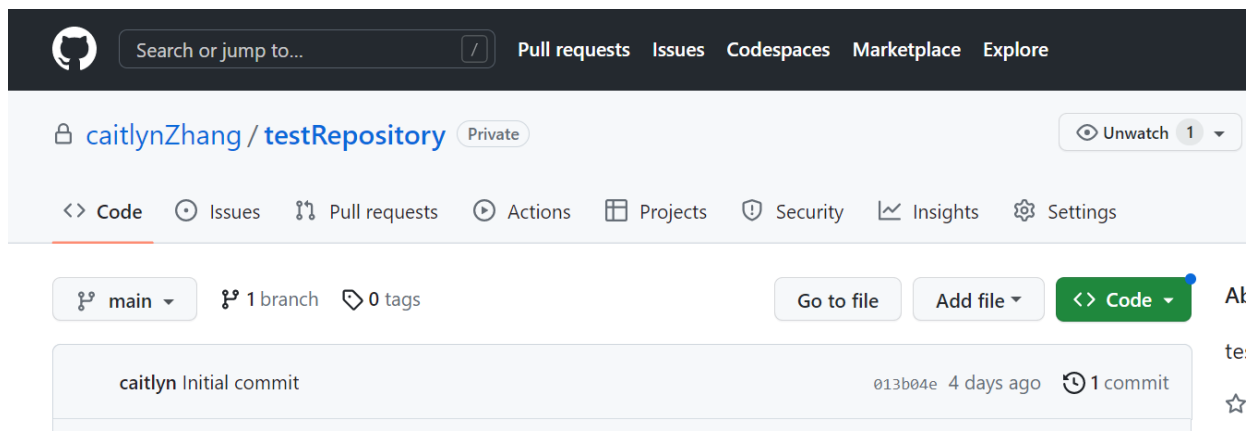 Search or jump to... / Pull requests Issues Codespaces Marketplace Explore
caitlynZhang / testRepository Private Unwatch 1
<> Code Issues Pull requests Actions Projects Security Insights Settings
main 1 branch 0 tags Go to file Add file <> Code
caitlyn Initial commit 013b04e 4 days ago 1 commit